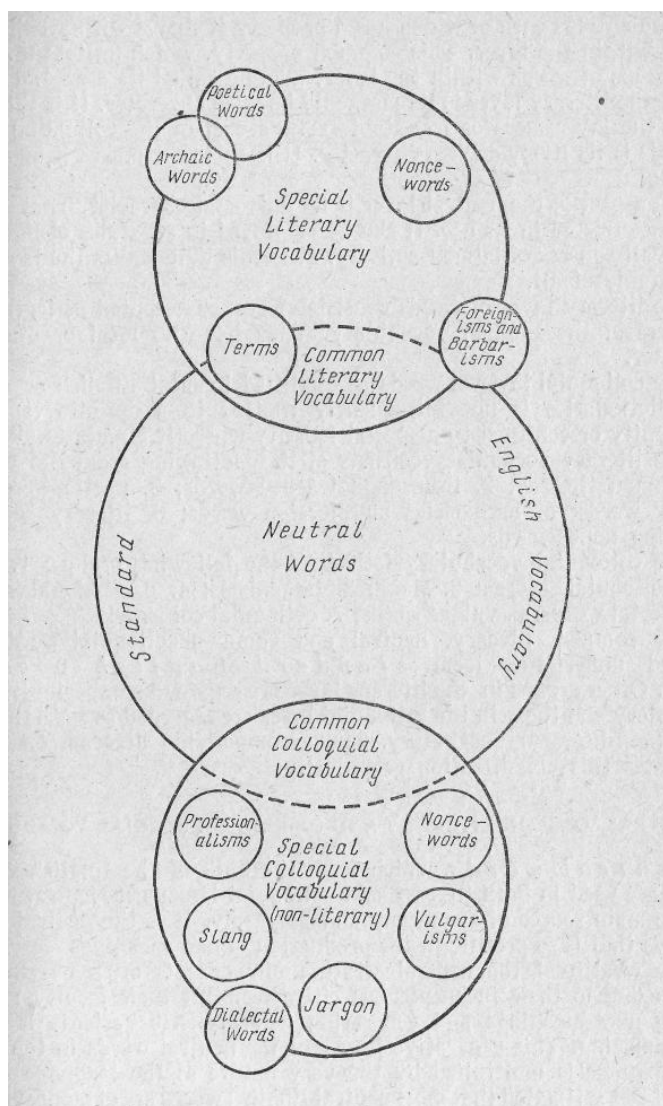 Poetical
Words
Archaic
Words
Nonce-
words
Special
Literary
Vocabulary
Terms
Foreign-
isms and
Barbar-
isms
Common
Literary
Vocabulary
Standard
English Vocabulary
Neutral
Words
Common
Colloquial
Vocabulary
Profession-
alisms
Nonce-
words
Special
Colloquial
Vocabulary
(non-literary)
Slang
Vulgar-
isms
Dialectal
Words
Jargon